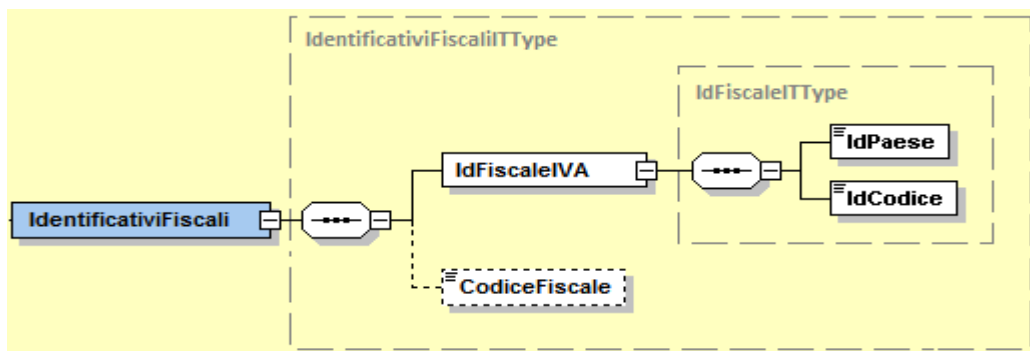 IdentificativiFiscaliITType
IdFiscaleITType
IdPaese
IdFiscaleIVA
IdCodice
IdentificativiFiscali
CodiceFiscale